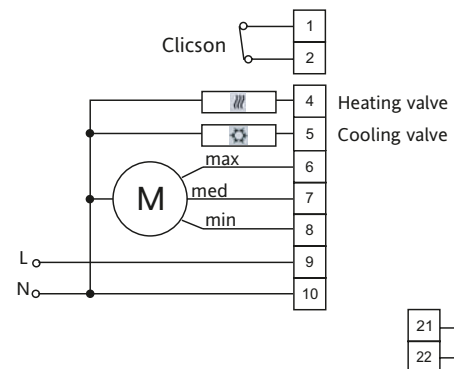 1
Clicson
2
4 Heating valve
5 Cooling valve
max 6
M med 7
min 8
L 9
N 10
21
22